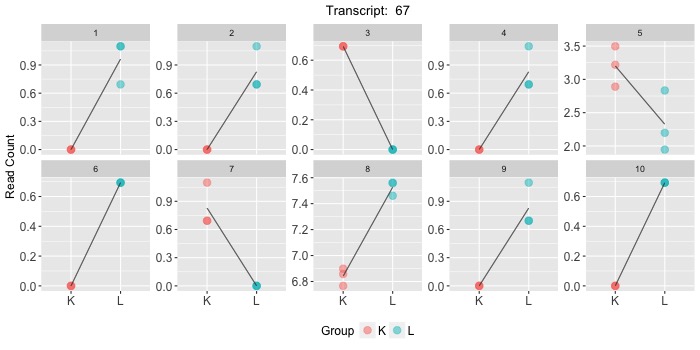 Transcript: 67
1 2 3 4 5
0.9 0.6 0.3 0.0
0.9 0.6 0.3 0.0
0.6 0.4 0.2 0.0
0.9 0.6 0.3 0.0
3.5 3.0 2.5 2.0
Read Count
6 7 8 9 10
0.6 0.4 0.2 0.0
0.9 0.6 0.3 0.0
7.6 7.4 7.2 7.0 6.8
0.9 0.6 0.3 0.0
0.6 0.4 0.2 0.0
K L K L K L K L K L
Group K L